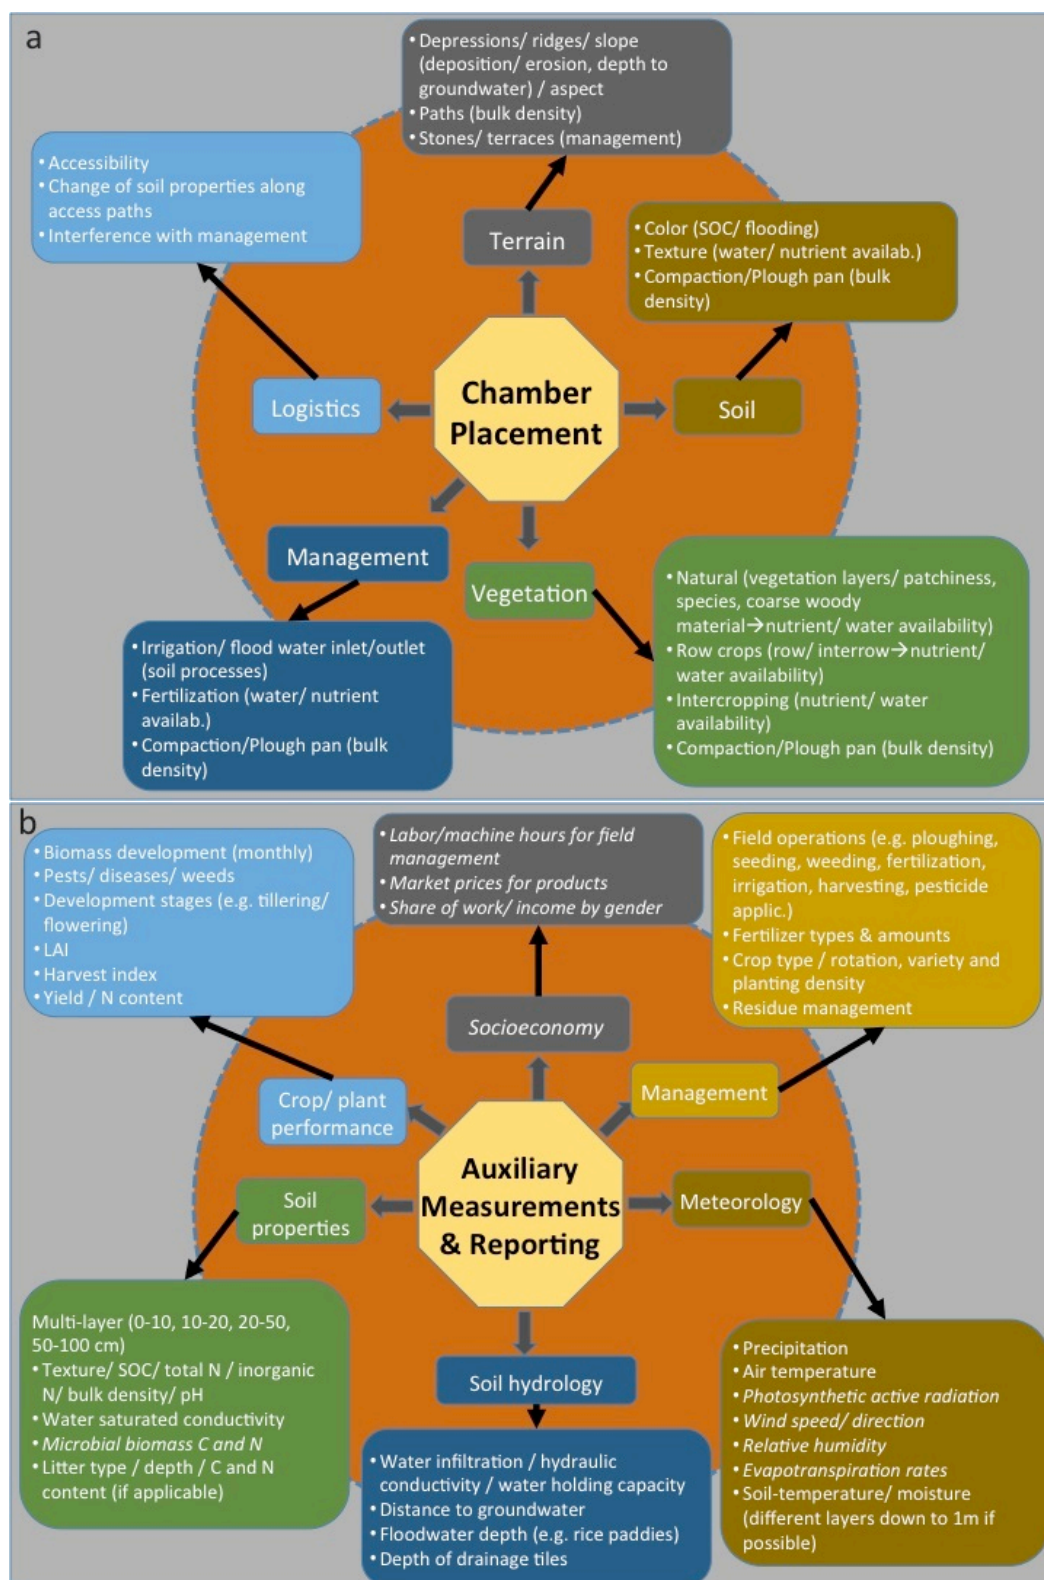 a
• Depressions/ ridges/ slope
(deposition/ erosion, depth to
groundwater) / aspect
• Paths (bulk density)
• Stones/ terraces (management)
• Accessibility
• Change of soil properties along
access paths
• Interference with management
Terrain
• Color (SOC/ flooding)
• Texture (water/ nutrient availab.)
• Compaction/Plough pan (bulk
density)
Logistics
Chamber
Placement
Soil
Management
Vegetation
• Irrigation/ flood water inlet/outlet
(soil processes)
• Fertilization (water/ nutrient
availab.)
• Compaction/Plough pan (bulk
density)
• Natural (vegetation layers/ patchiness,
species, coarse woody
material→nutrient/ water availability)
• Row crops (row/ interrow→nutrient/
water availability)
• Intercropping (nutrient/ water
availability)
• Compaction/Plough pan (bulk density)
b
• Biomass development (monthly)
• Pests/ diseases/ weeds
• Development stages (e.g. tillering/
flowering)
• LAI
• Harvest index
• Yield / N content
• Labor/machine hours for field
management
• Market prices for products
• Share of work/ income by gender
• Field operations (e.g. ploughing,
seeding, weeding, fertilization,
irrigation, harvesting, pesticide
applic.)
• Fertilizer types & amounts
• Crop type / rotation, variety and
planting density
• Residue management
Socioeconomy
Crop/ plant
performance
Management
Soil
properties
Auxiliary
Measurements
& Reporting
Meteorology
Soil hydrology
Multi-layer (0-10, 10-20, 20-50,
50-100 cm)
• Texture/ SOC/ total N / inorganic
N/ bulk density/ pH
• Water saturated conductivity
• Microbial biomass C and N
• Litter type / depth / C and N
content (if applicable)
• Water infiltration / hydraulic
conductivity / water holding capacity
• Distance to groundwater
• Floodwater depth (e.g. rice paddies)
• Depth of drainage tiles
• Precipitation
• Air temperature
• Photosynthetic active radiation
• Wind speed/ direction
• Relative humidity
• Evapotranspiration rates
• Soil-temperature/ moisture
(different layers down to 1m if
possible)